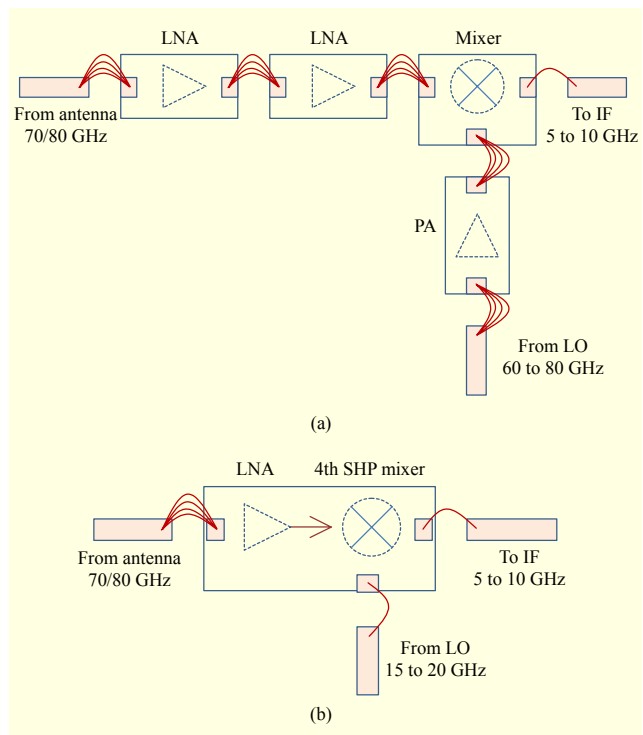 LNA
LNA
Mixer
From antenna
70/80 GHz
To IF
5 to 10 GHz
PA
From LO
60 to 80 GHz
(a)
LNA
4th SHP mixer
From antenna
70/80 GHz
To IF
5 to 10 GHz
From LO
15 to 20 GHz
(b)